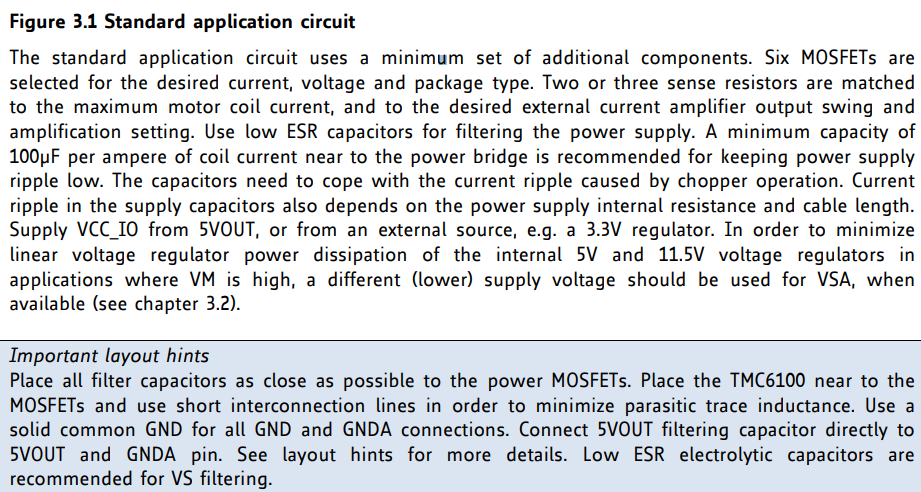 Figure 3.1 Standard application circuit
The standard application circuit uses a minimum set of additional components. Six MOSFETs are
selected for the desired current, voltage and package type. Two or three sense resistors are matched
to the maximum motor coil current, and to the desired external current amplifier output swing and
amplification setting. Use low ESR capacitors for filtering the power supply. A minimum capacity of
100µF per ampere of coil current near to the power bridge is recommended for keeping power supply
ripple low. The capacitors need to cope with the current ripple caused by chopper operation. Current
ripple in the supply capacitors also depends on the power supply internal resistance and cable length.
Supply VCC_IO from 5VOUT, or from an external source, e.g. a 3.3V regulator. In order to minimize
linear voltage regulator power dissipation of the internal 5V and 11.5V voltage regulators in
applications where VM is high, a different (lower) supply voltage should be used for VSA, when
available (see chapter 3.2).
Important layout hints
Place all filter capacitors as close as possible to the power MOSFETs. Place the TMC6100 near to the
MOSFETs and use short interconnection lines in order to minimize parasitic trace inductance. Use a
solid common GND for all GND and GNDA connections. Connect 5VOUT filtering capacitor directly to
5VOUT and GNDA pin. See layout hints for more details. Low ESR electrolytic capacitors are
recommended for VS filtering.